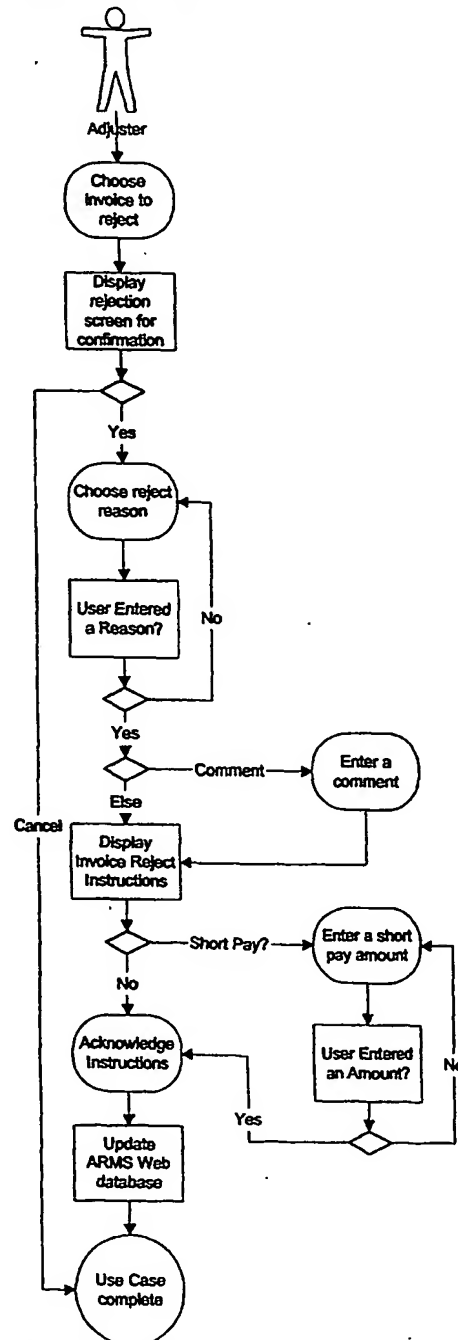 Adjuster
Choose
invoice to
reject
Display
rejection
screen for
confirmation
Yes
Choose reject
reason
User Entered
a Reason?
No
Yes
Comment
Enter a
comment
Else
Cancel
Display
Invoice Reject
Instructions
Short Pay?
Enter a short
pay amount
No
Acknowledge
Instructions
User Entered
an Amount?
No
Yes
Update
ARMS Web
database
Use Case
complete